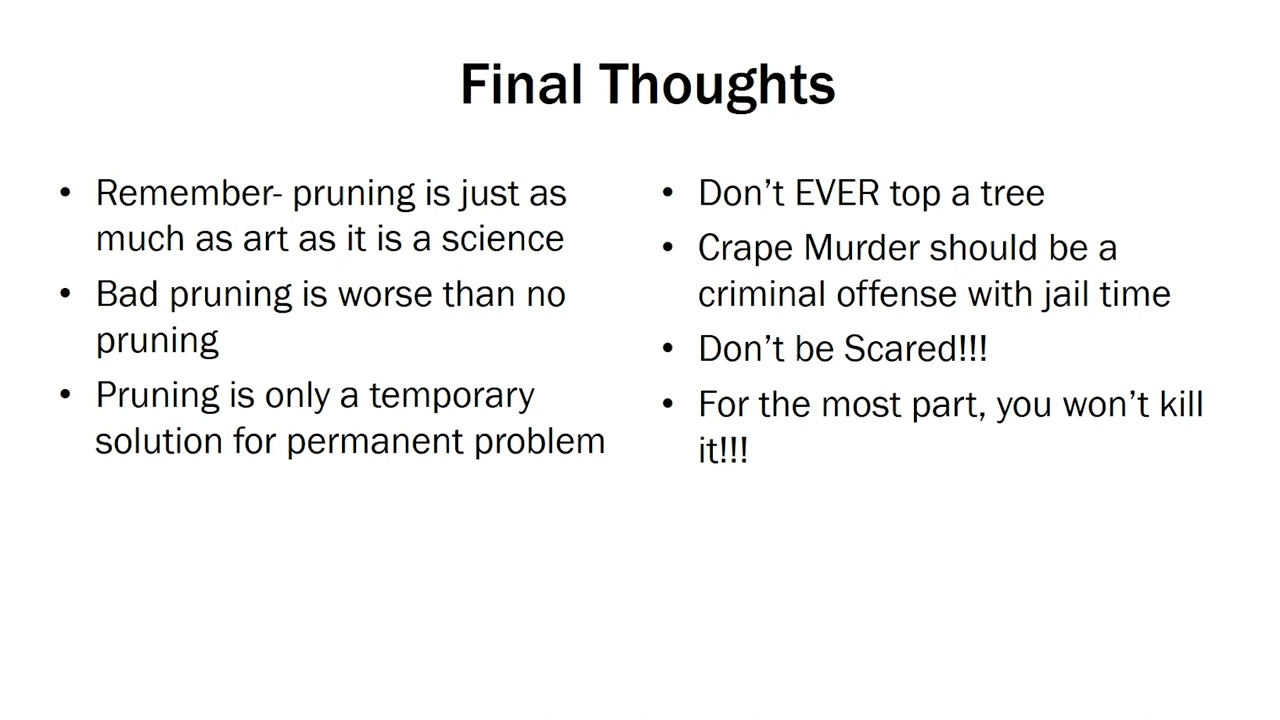 Final Thoughts
• Remember- pruning is just as
much as art as it is a science
• Bad pruning is worse than no
pruning
• Pruning is only a temporary
solution for permanent problem
• Don’t EVER top a tree
• Crape Murder should be a
criminal offense with jail time
• Don’t be Scared!!!
• For the most part, you won’t kill
it!!!